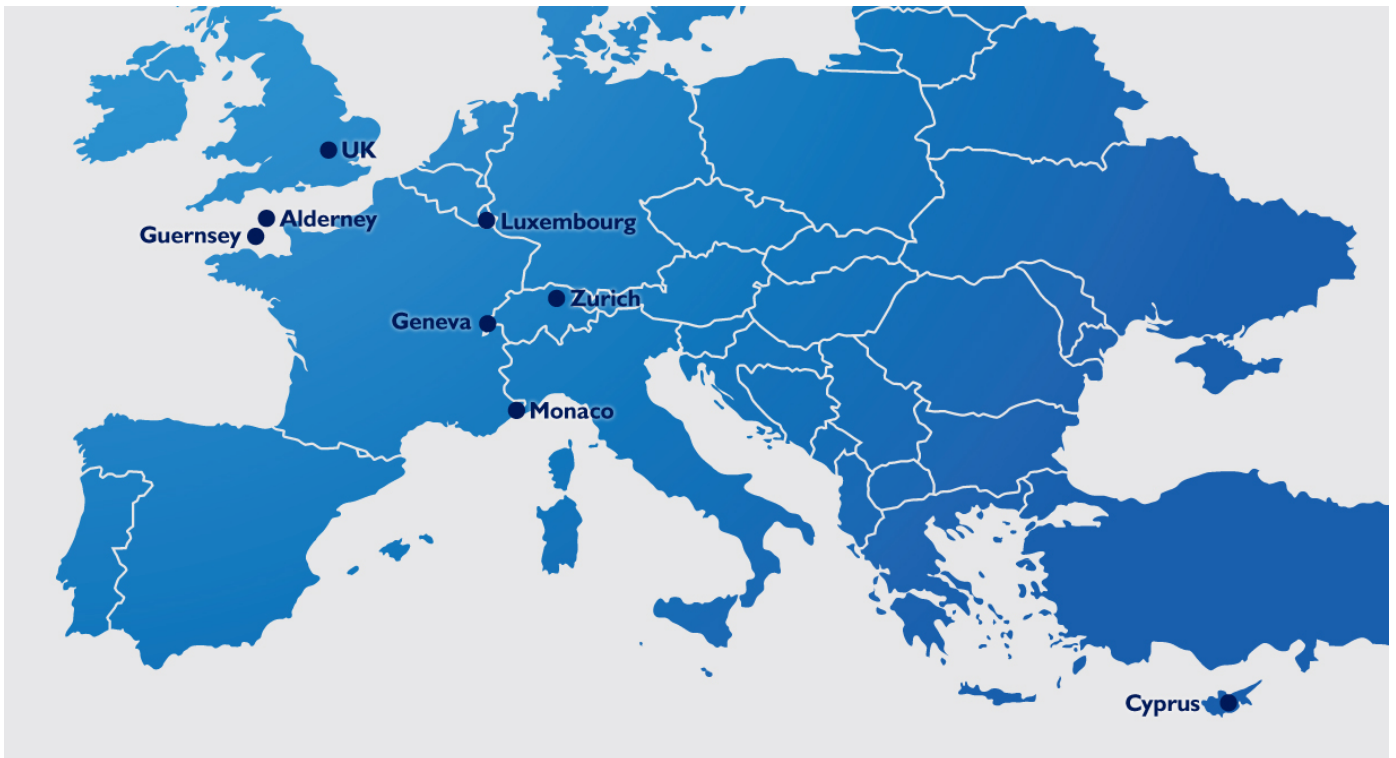 UK
Alderney
Guernsey
Luxembourg
Zurich
Geneva
Monaco
Cyprus